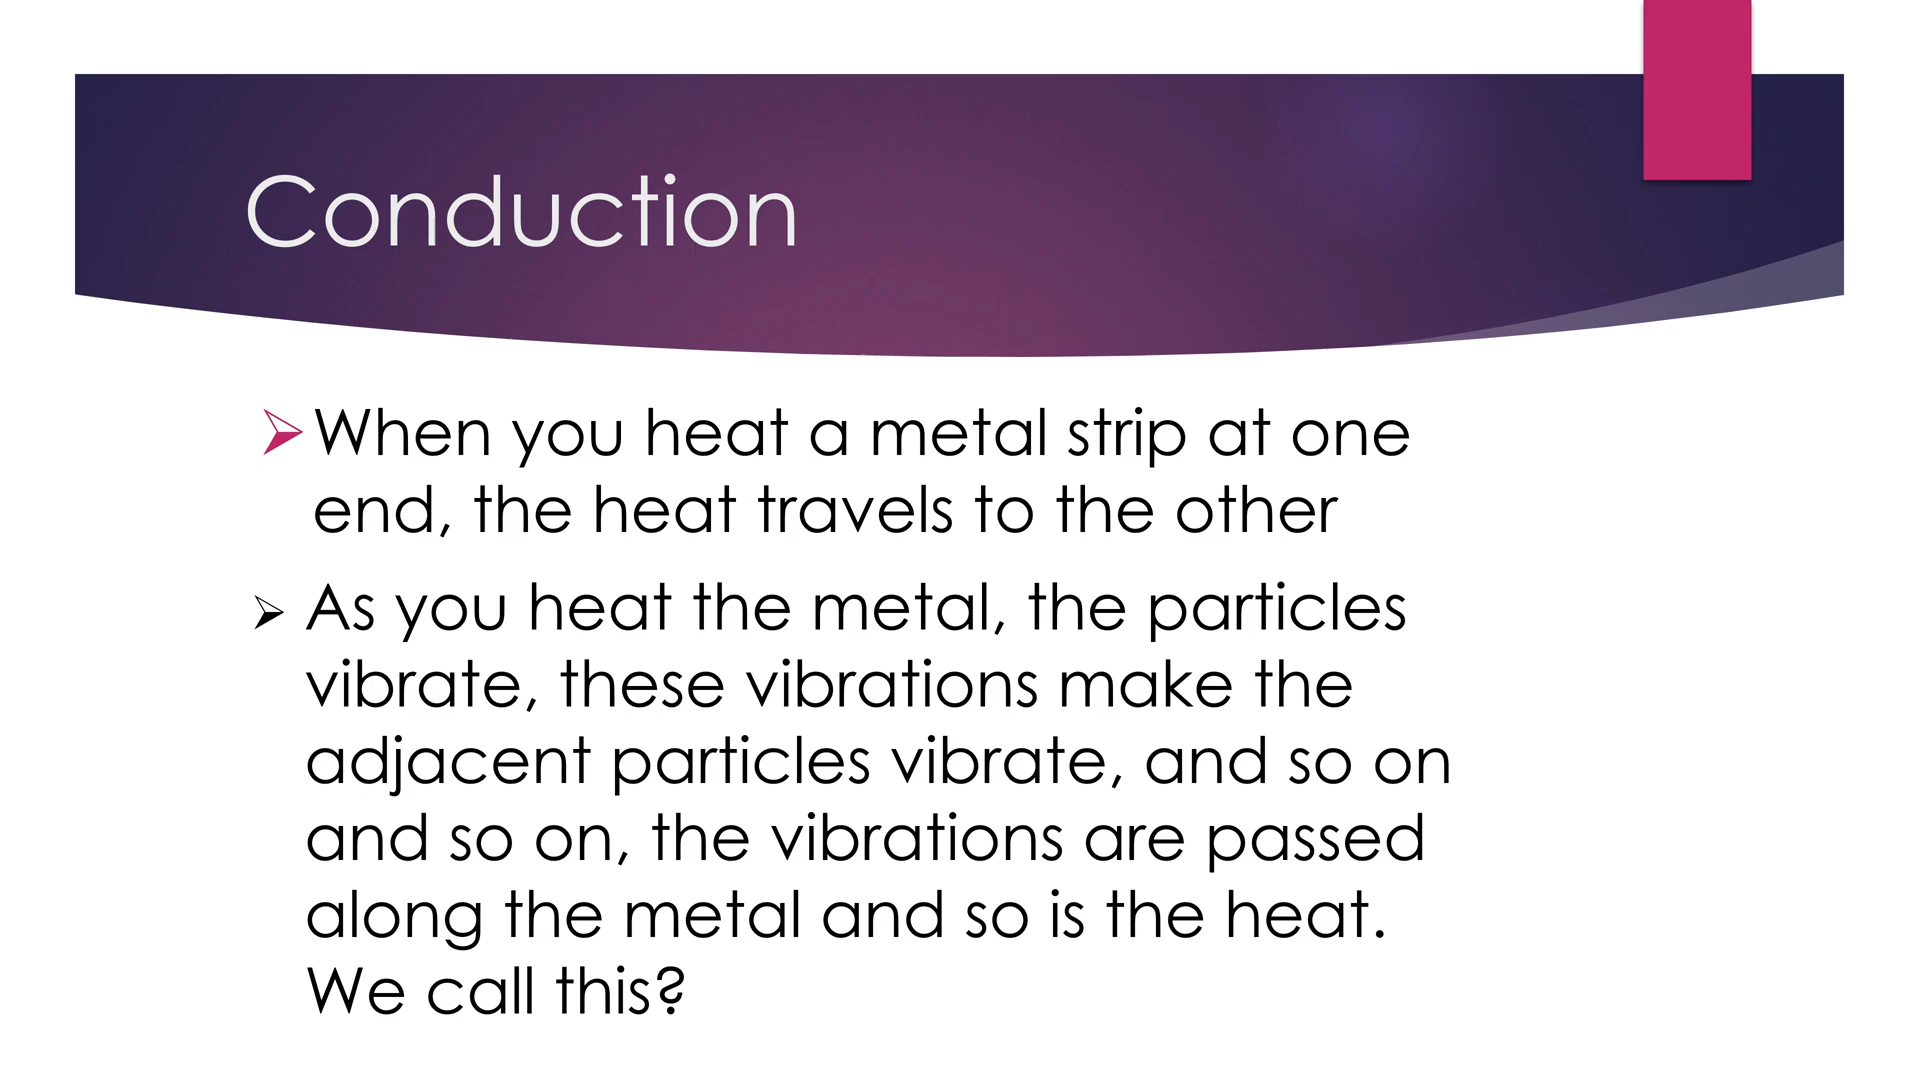 Conduction
When you heat a metal strip at one
end, the heat travels to the other
As you heat the metal, the particles
vibrate, these vibrations make the
adjacent particles vibrate, and so on
and so on, the vibrations are passed
along the metal and so is the heat.
We call this?